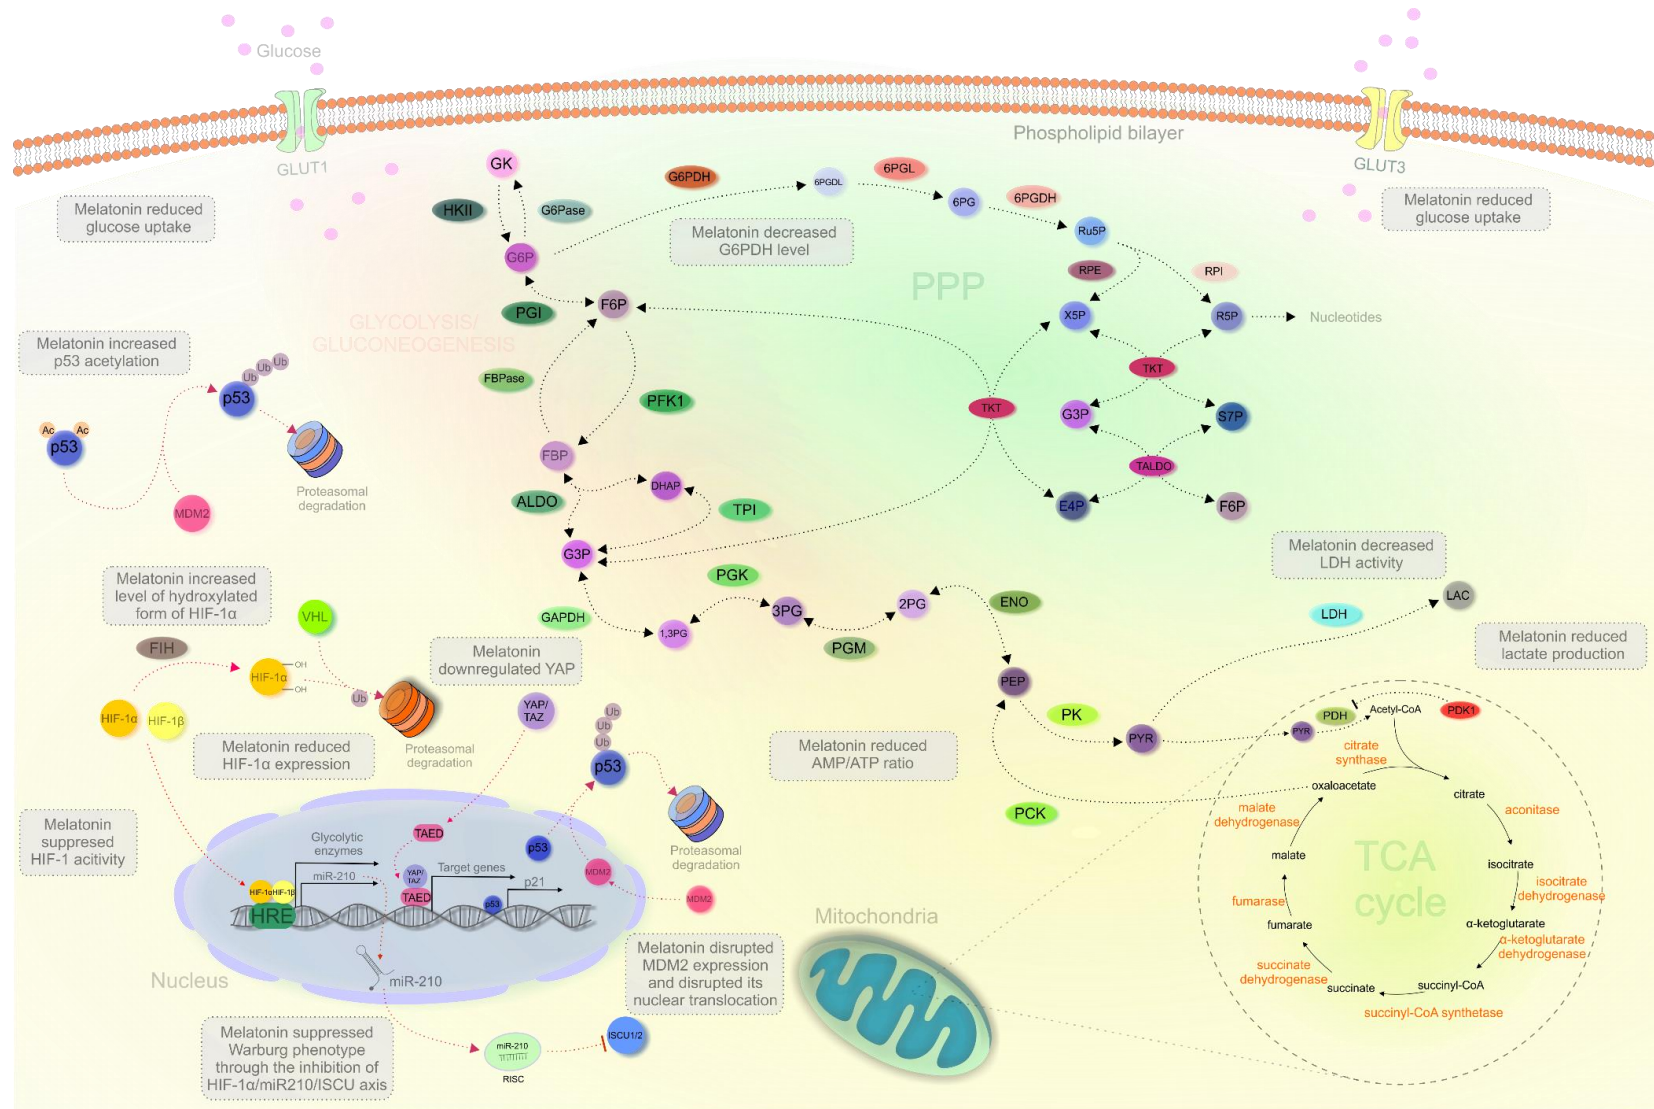 Glucose
Phospholipid bilayer
GLUT1
GLUT3
Melatonin reduced
glucose uptake
Melatonin reduced
glucose uptake
GK
HKII
G6Pase
G6P
G6PDH
6PGDL
6PGL
6PG
6PGDH
Ru5P
Melatonin decreased
G6PDH level
RPE
RPI
PPP
PGI
F6P
X5P
R5P
Nucleotides
GLYCOLYSIS/
GLUCONEOGENESIS
Melatonin increased
p53 acetylation
Ub
Ub
Ub
p53
FBPase
PFK1
TKT
TKT
G3P
S7P
Ac
Ac
p53
FBP
TALDO
Proteasomal
degradation
MDM2
DHAP
ALDO
TPI
E4P
F6P
G3P
Melatonin decreased
LDH activity
Melatonin increased
level of hydroxylated
form of HIF-1α
PGK
VHL
GAPDH
1,3PG
3PG
2PG
ENO
PGM
LDH
LAC
Melatonin reduced
lactate production
FIH
Melatonin
downregulated YAP
HIF-1α
OH
OH
Ub
PEP
HIF-1α
HIF-1β
Proteasomal
degradation
YAP/
TAZ
Ub
Ub
Ub
p53
PK
PYR
PYR
PDH
Acetyl-CoA
PDK1
Melatonin reduced
HIF-1α expression
Melatonin reduced
AMP/ATP ratio
PCK
citrate
synthase
oxaloacetate
citrate
malate
dehydrogenase
aconitase
Melatonin
suppresed
HIF-1 acitivity
Glycolytic
enzymes
miR-210
TAED
Target genes
p53
p21
Proteasomal
degradation
MDM2
MDM2
YAP/
TAZ
TAED
p53
HIF-1α
HIF-1β
HRE
TCA
cycle
malate
isocitrate
isocitrate
dehydrogenase
fumarase
fumarate
α-ketoglutarate
α-ketoglutarate
dehydrogenase
succinate
dehydrogenase
succinate
succinyl-CoA
succinyl-CoA synthetase
Mitochondria
Nucleus
miR-210
Melatonin disrupted
MDM2 expression
and disrupted its
nuclear translocation
Melatonin suppressed
Warburg phenotype
through the inhibition of
HIF-1α/miR210/ISCU axis
miR-210
RISC
ISCU1/2